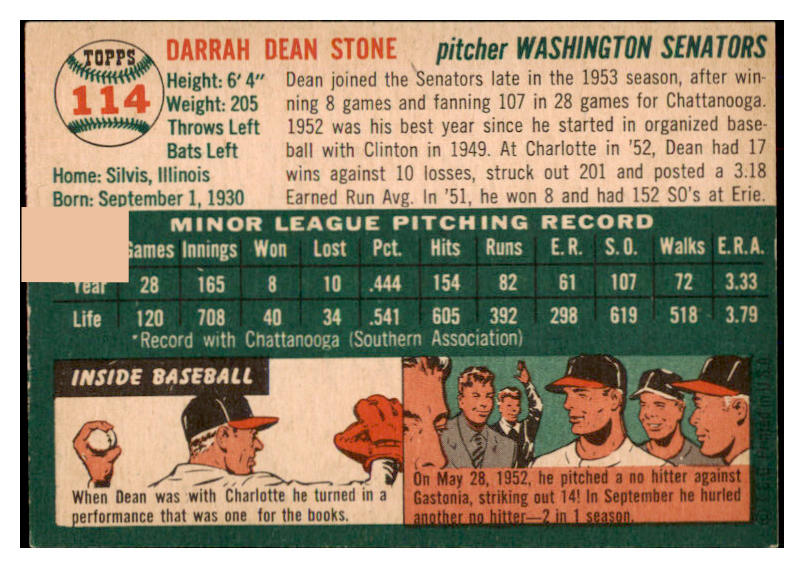 TOPPS
114
DARRAH DEAN STONE pitcher WASHINGTON SENATORS
Height: 6' 4"
Weight: 205
Throws Left
Bats Left
Home: Silvis, Illinois
Born: September 1, 1930
Dean joined the Senators late in the 1953 season, after win-
ning 8 games and fanning 107 in 28 games for Chattanooga.
1952 was his best year since he started in organized base-
ball with Clinton in 1949. At Charlotte in '52, Dean had 17
wins against 10 losses, struck out 201 and posted a 3.18
Earned Run Avg. In '51, he won 8 and had 152 SO's at Erie.
MINOR LEAGUE PITCHING RECORD
Games Innings Won Lost Pct. Hits Runs E.R. S.O. Walks E.R.A.
Year 28 165 8 10 .444 154 82 61 107 72 3.33
Life 120 708 40 34 .541 605 392 298 619 518 3.79
*Record with Chattanooga (Southern Association)
INSIDE BASEBALL
When Dean was with Charlotte he turned in a
performance that was one for the books.
On May 28, 1952, he pitched a no hitter against
Gastonia, striking out 14! In September he hurled
another no hitter—2 in 1 season.